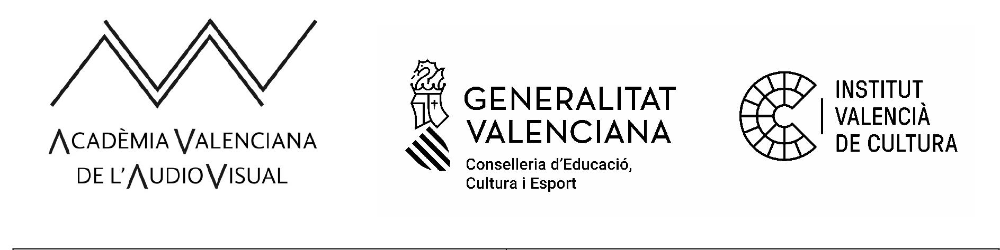 ACADÈMIA VALENCIANA
DE L'AUDIOVISUAL
GENERALITAT
VALENCIANA
Conselleria d'Educació,
Cultura i Esport
INSTITUT
VALENCIÀ
DE CULTURA